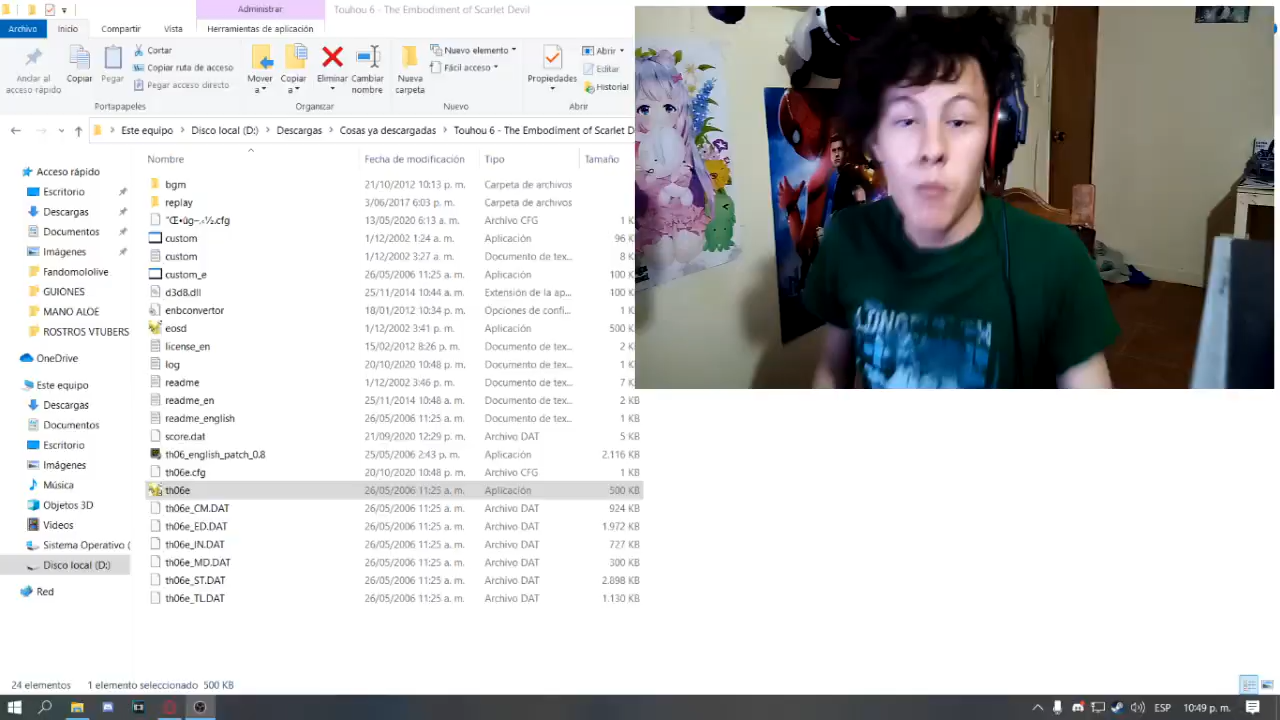 Administrar
Touhou 6 - The Embodiment of Scarlet Devil
Archivo
Inicio
Compartir
Vista
Herramientas de aplicación
Anclar al acceso rápido
Copiar
Pegar
Cortar
Copiar ruta de acceso
Pegar acceso directo
Mover a
Copiar a
Eliminar
Cambiar nombre
Nueva carpeta
Nuevo elemento
Fácil acceso
Propiedades
Abrir
Editar
Historial
Portapapeles
Organizar
Nuevo
Abrir
Este equipo > Disco local (D:) > Descargas > Cosas ya descargadas > Touhou 6 - The Embodiment of Scarlet D
Nombre Fecha de modificación Tipo Tamaño
Acceso rápido
Escritorio
Descargas
Documentos
Imágenes
Fandomololive
GUIONES
MANO ALOE
ROSTROS VTUBERS
OneDrive
Este equipo
Descargas
Documentos
Escritorio
Imágenes
Música
Objetos 3D
Videos
Sistema Operativo (
Disco local (D:)
Red
bgm 21/10/2012 10:13 p. m. Carpeta de archivos
replay 3/06/2017 6:03 p. m. Carpeta de archivos
.cfg 13/05/2020 6:13 a. m. Archivo CFG 1 K
custom 1/12/2002 1:24 a. m. Aplicación 96 K
custom 1/12/2002 3:27 a. m. Documento de tex... 8 K
custom_e 26/05/2006 11:25 a. m. Aplicación 100 K
d3d8.dll 25/11/2014 10:44 a. m. Extensión de la ap... 100 K
enbconvertor 18/01/2012 10:34 p. m. Opciones de confi... 1 K
eosd 1/12/2002 3:41 p. m. Aplicación 500 K
license_en 15/02/2012 8:26 p. m. Documento de tex... 2 K
log 20/10/2020 10:48 p. m. Documento de tex... 1 K
readme 1/12/2002 3:46 p. m. Documento de tex... 7 K
readme_en 25/11/2014 10:48 a. m. Documento de tex... 2 KB
readme_english 26/05/2006 11:25 a. m. Documento de tex... 1 KB
score.dat 21/09/2020 12:29 p. m. Archivo DAT 5 KB
th06_english_patch_0.8 25/05/2006 2:43 p. m. Aplicación 2.116 KB
th06e.cfg 20/10/2020 10:48 p. m. Archivo CFG 1 KB
th06e 26/05/2006 11:25 a. m. Aplicación 500 KB
th06e_CM.DAT 26/05/2006 11:25 a. m. Archivo DAT 924 KB
th06e_ED.DAT 26/05/2006 11:25 a. m. Archivo DAT 1.972 KB
th06e_IN.DAT 26/05/2006 11:25 a. m. Archivo DAT 727 KB
th06e_MD.DAT 26/05/2006 11:25 a. m. Archivo DAT 300 KB
th06e_ST.DAT 26/05/2006 11:25 a. m. Archivo DAT 2.898 KB
th06e_TL.DAT 26/05/2006 11:25 a. m. Archivo DAT 1.130 KB
24 elementos 1 elemento seleccionado 500 KB
ESP 10:49 p. m.